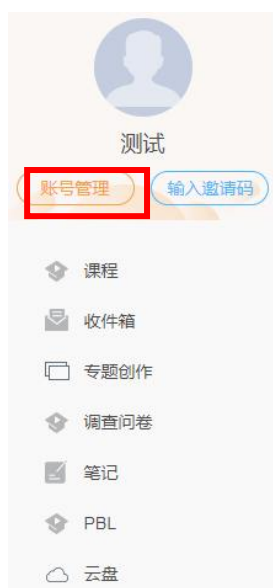 测试
账号管理 输入邀请码
课程
收件箱
专题创作
调查问卷
笔记
PBL
云盘